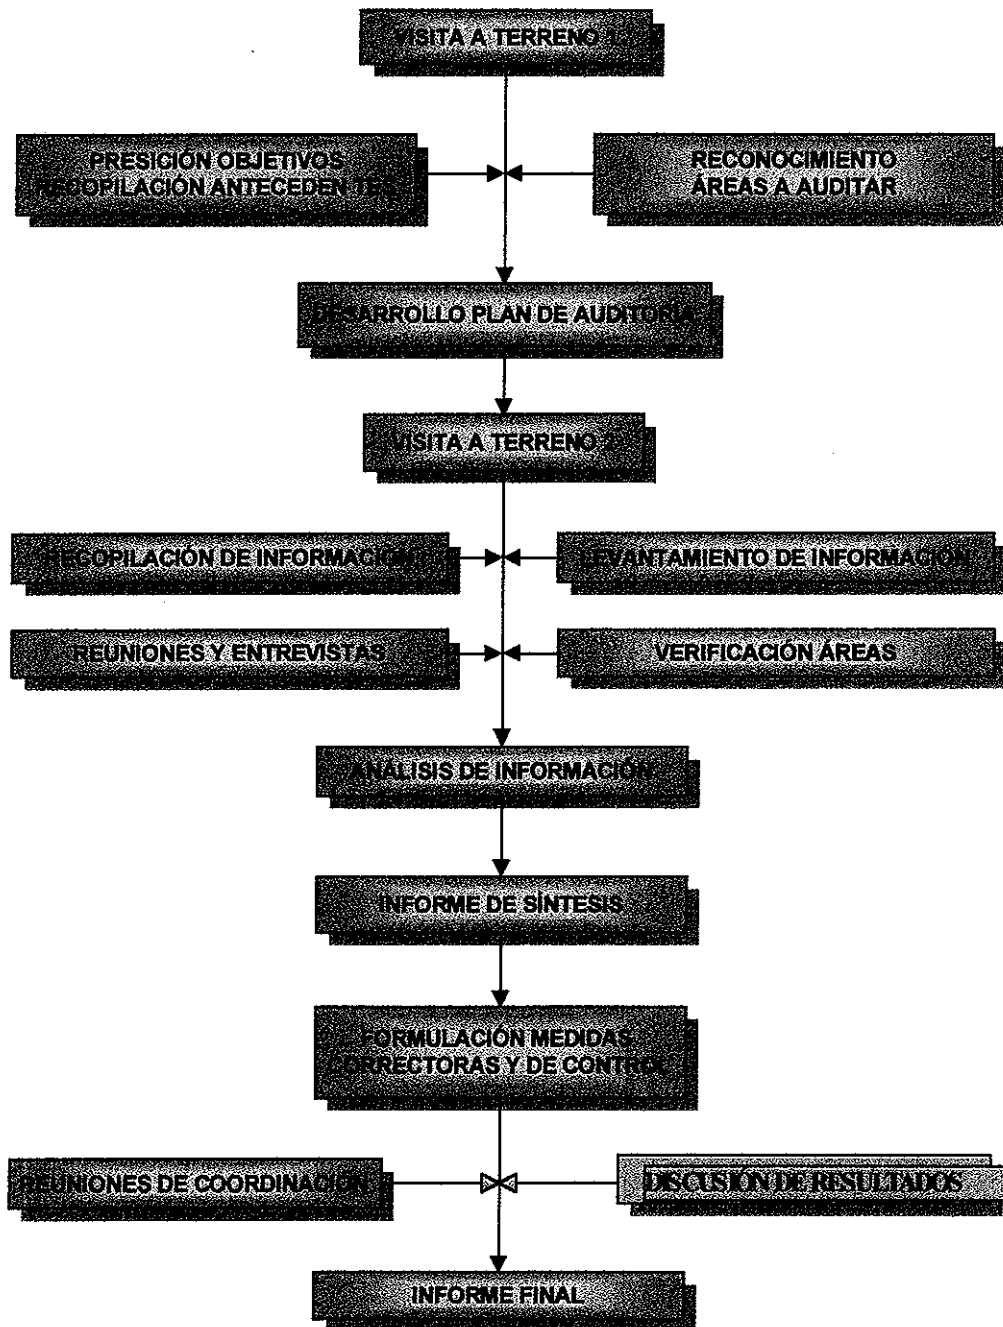 VISITA A TERRENO 1
PRESICIÓN OBJETIVOS
RECOPILACION ANTECEDENTES
RECONOCIMIENTO
ÁREAS A AUDITAR
DESARROLLO PLAN DE AUDITORÍA
VISITA A TERRENO 2
RECOPILACIÓN DE INFORMACIÓN
LEVANTAMIENTO DE INFORMACIÓN
REUNIONES Y ENTREVISTAS
VERIFICACIÓN ÁREAS
ANÁLISIS DE INFORMACIÓN
INFORME DE SÍNTESIS
FORMULACIÓN MEDIDAS
CORRECTORAS Y DE CONTROL
REUNIONES DE COORDINACIÓN
DISCUSIÓN DE RESULTADOS
INFORME FINAL